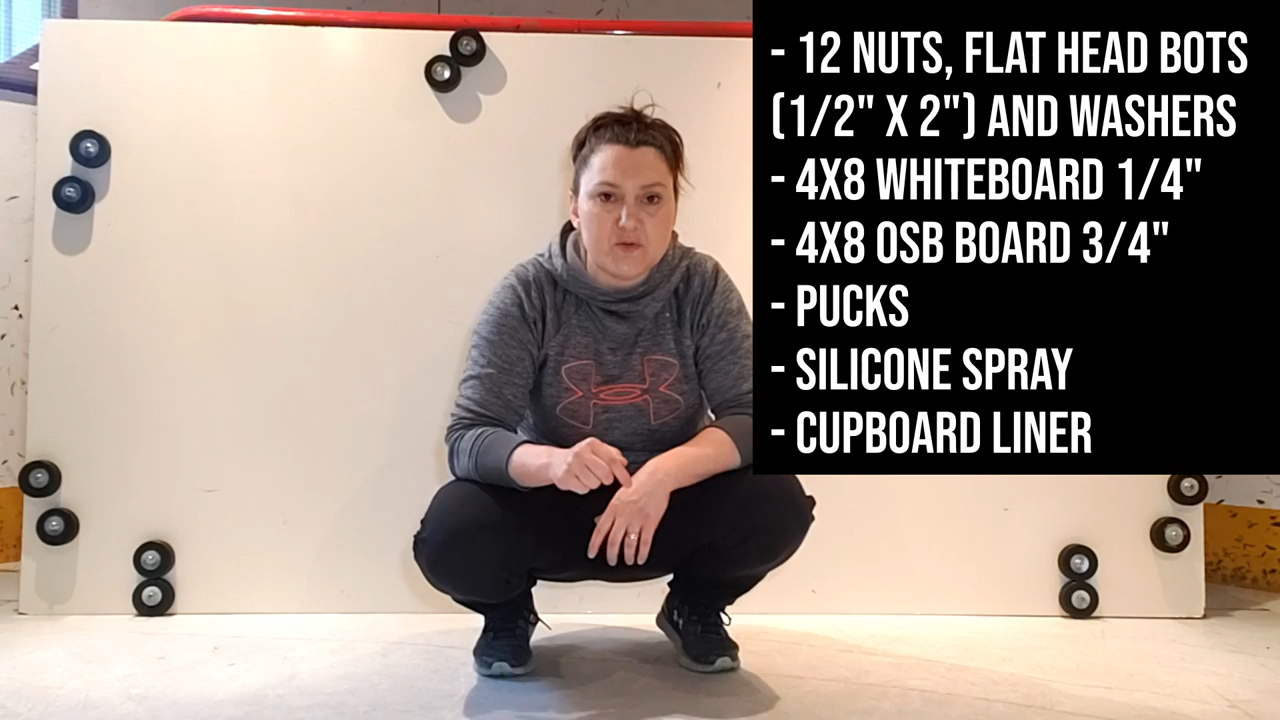 - 12 NUTS, FLAT HEAD BOTS
(1/2" X 2") AND WASHERS
- 4X8 WHITEBOARD 1/4"
- 4X8 OSB BOARD 3/4"
- PUCKS
- SILICONE SPRAY
- CUPBOARD LINER